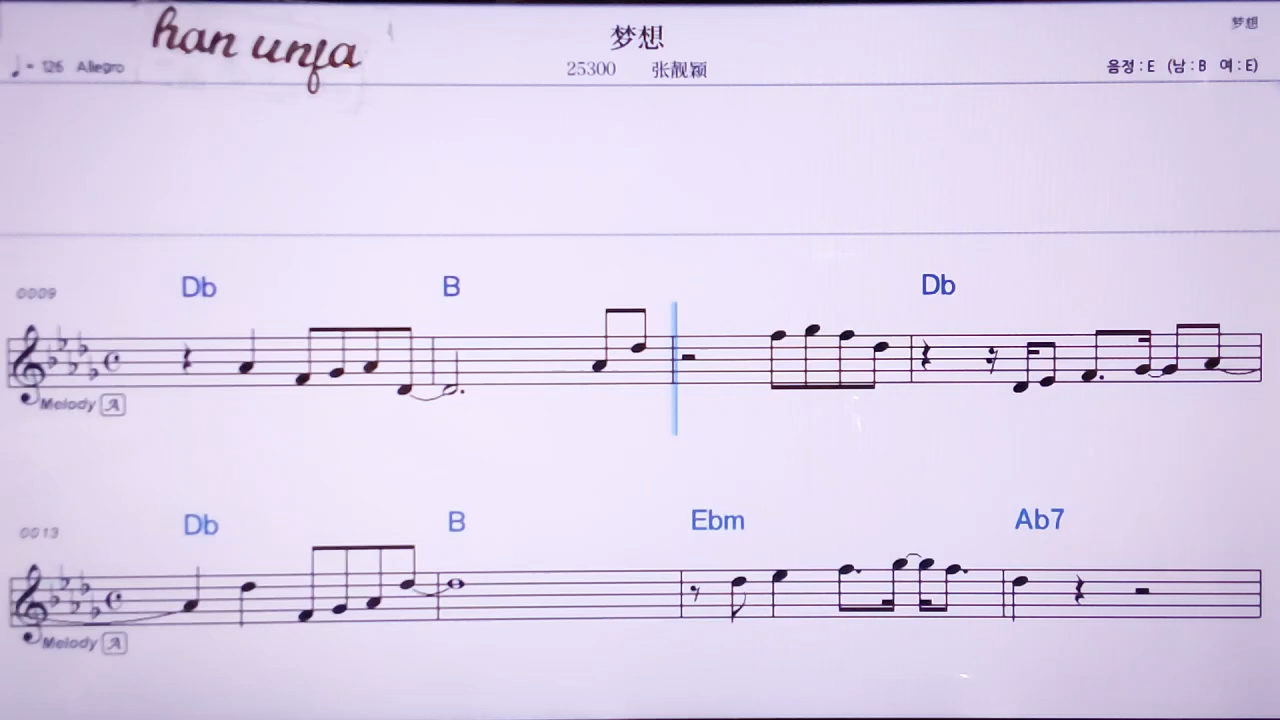 han unfa
梦想
梦想
♩= 126 Allegro
25300 张靓颖
음정 : E (남 : B 여 : E)
0009
Db B Db
Melody A
0013
Db B Ebm Ab7
Melody A